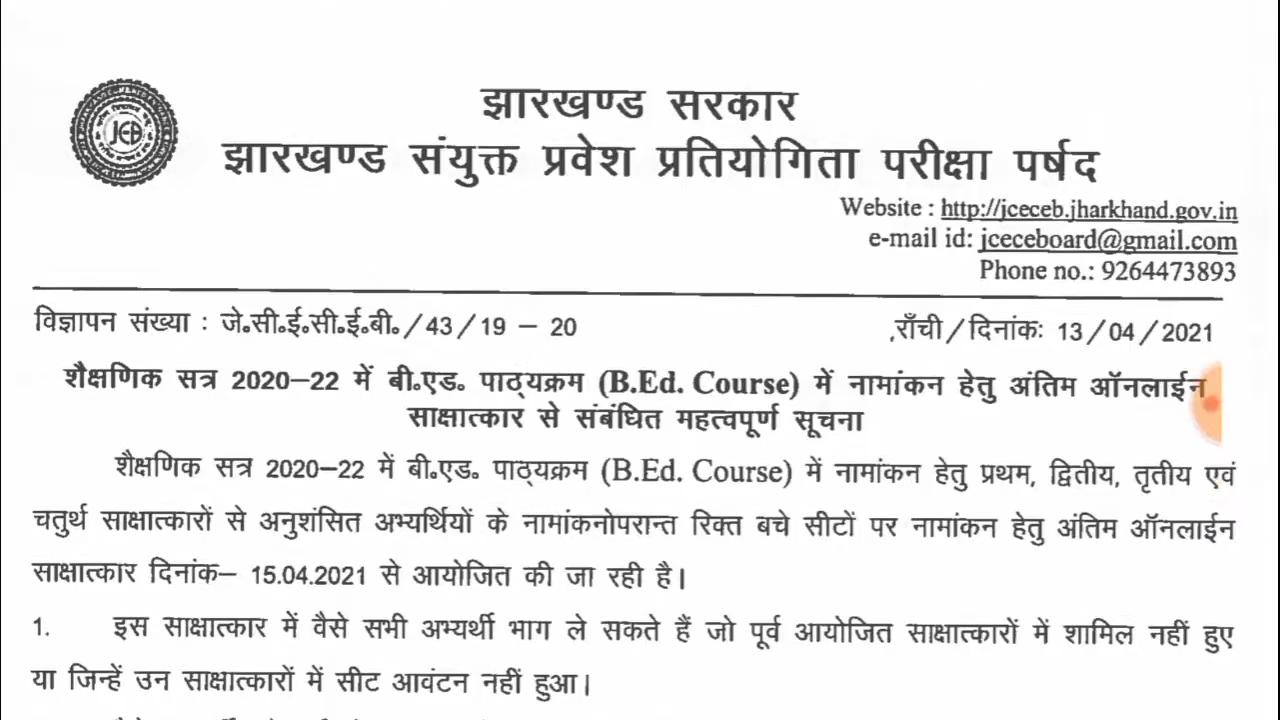 JCEB
झारखण्ड सरकार
झारखण्ड संयुक्त प्रवेश प्रतियोगिता परीक्षा पर्षद
Website : http://jceceb.jharkhand.gov.in
e-mail id: jceceboard@gmail.com
Phone no.: 9264473893
विज्ञापन संख्या : जे.सी.ई.सी.ई.बी./43/19 – 20
राँची/दिनांकः 13/04/2021
शैक्षणिक सत्र 2020–22 में बी.एड. पाठ्यक्रम (B.Ed. Course) में नामांकन हेतु अंतिम ऑनलाईन
साक्षात्कार से संबंधित महत्वपूर्ण सूचना
शैक्षणिक सत्र 2020–22 में बी.एड. पाठ्यक्रम (B.Ed. Course) में नामांकन हेतु प्रथम, द्वितीय, तृतीय एवं
चतुर्थ साक्षात्कारों से अनुशंसित अभ्यर्थियों के नामांकनोपरान्त रिक्त बचे सीटों पर नामांकन हेतु अंतिम ऑनलाईन
साक्षात्कार दिनांक– 15.04.2021 से आयोजित की जा रही है।
1. इस साक्षात्कार में वैसे सभी अभ्यर्थी भाग ले सकते हैं जो पूर्व आयोजित साक्षात्कारों में शामिल नहीं हुए
या जिन्हें उन साक्षात्कारों में सीट आवंटन नहीं हुआ।